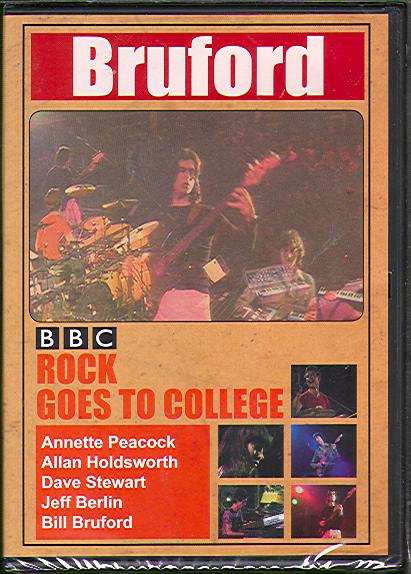 Bruford
BBC
ROCK
GOES TO COLLEGE
Annette Peacock
Allan Holdsworth
Dave Stewart
Jeff Berlin
Bill Bruford